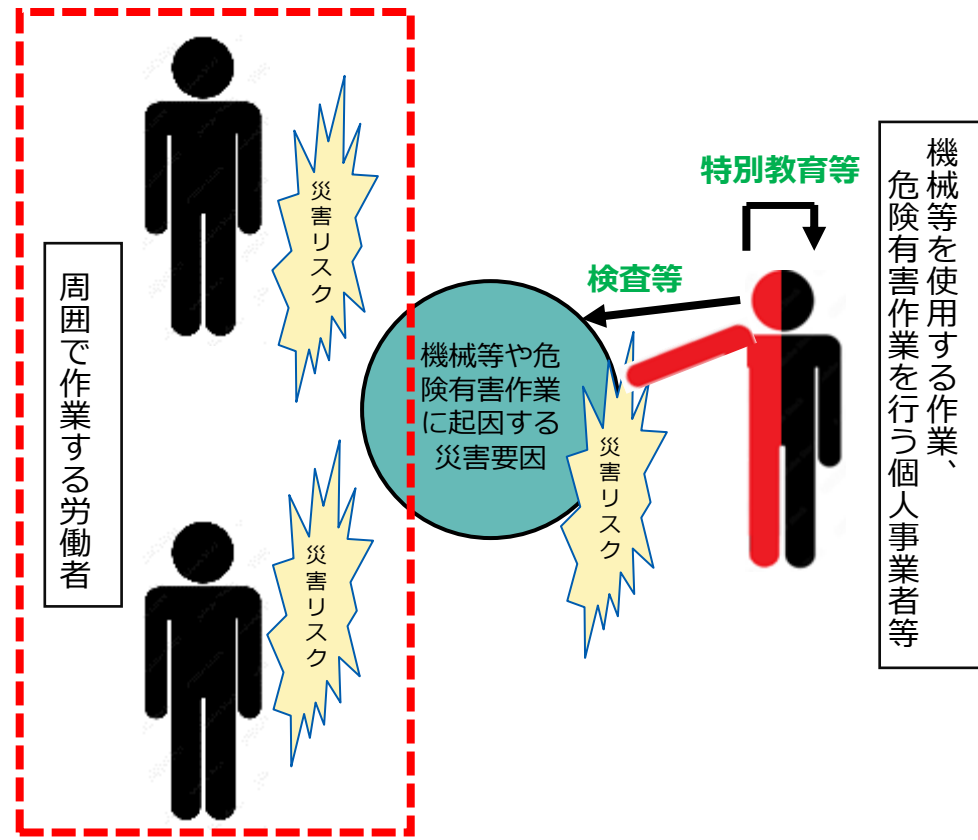 周囲で作業する労働者
災害リスク
災害リスク
機械等や危
険有害作業
に起因する
災害要因
災害リスク
検査等
特別教育等
機械等を使用する作業、
危険有害作業を行う個人事業者等